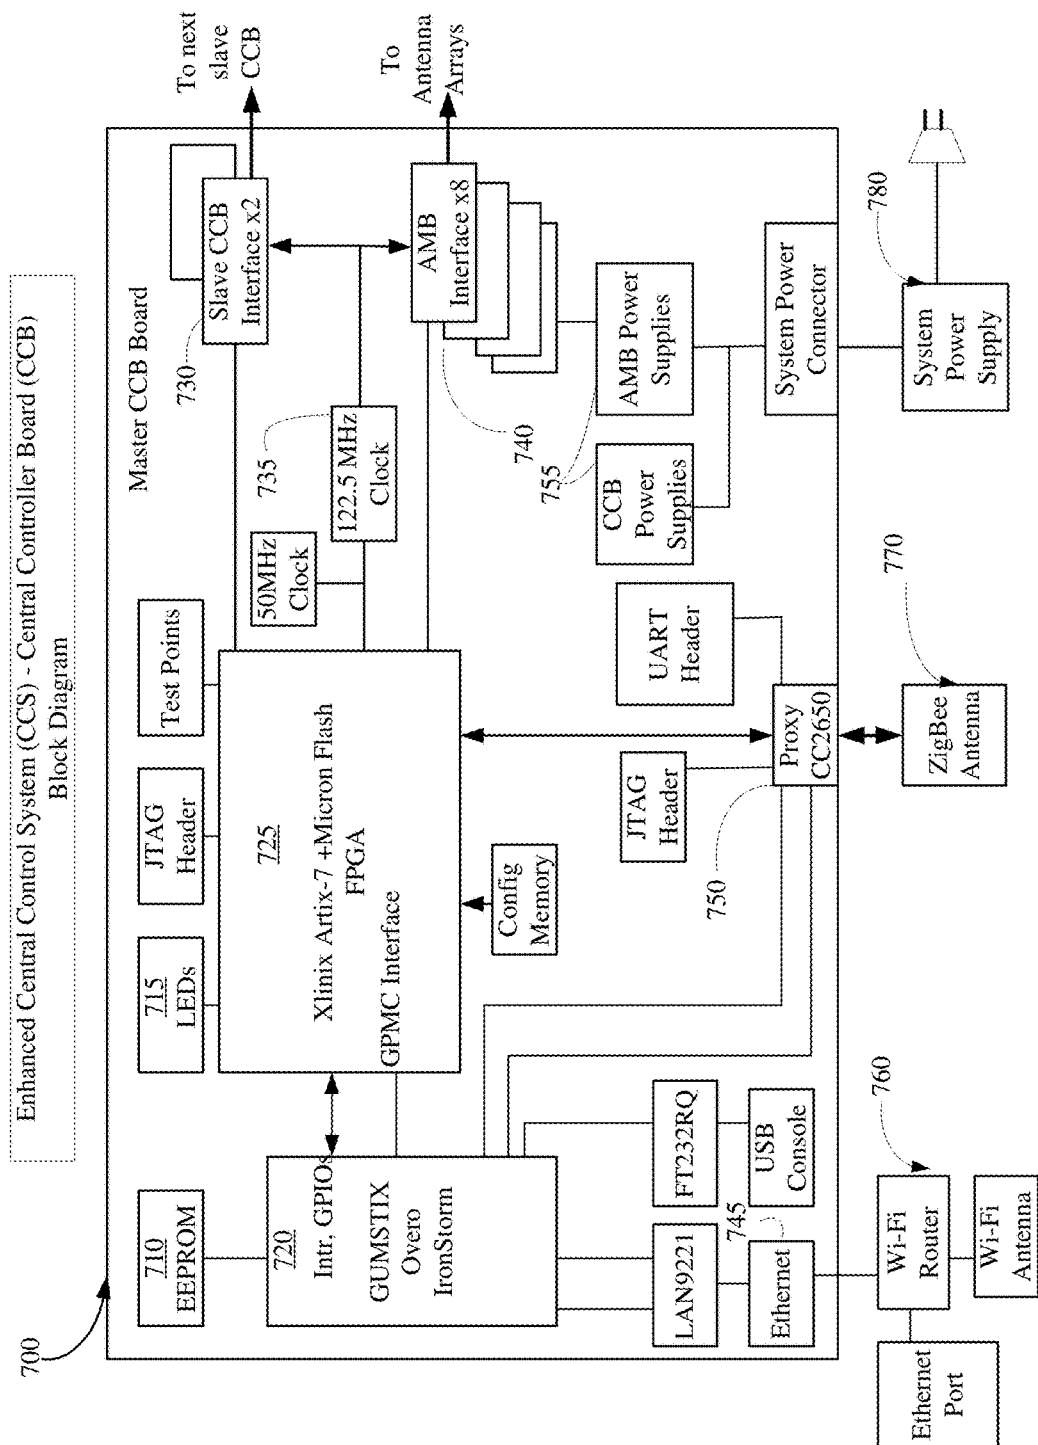 Enhanced Central Control System (CCS) - Central Controller Board (CCB)
Block Diagram
700
Master CCB Board
To next
slave
CCB
To
Antenna
Arrays
710
EEPROM
715
LEDs
JTAG
Header
Test Points
730
Slave CCB
Interface x2
720
Intr, GPIOs
GUMSTIX
Overo
IronStorm
725
Xlinix Artix-7 +Micron Flash
FPGA
GPMC Interface
50MHz
Clock
735
122.5 MHz
Clock
AMB
Interface x8
740
Config
Memory
755
CCB
Power
Supplies
AMB Power
Supplies
UART
Header
JTAG
Header
750
Proxy
CC2650
LAN9221
FT232RQ
745
Ethernet
USB
Console
System Power
Connector
760
Wi-Fi
Router
Ethernet
Port
Wi-Fi
Antenna
770
ZigBee
Antenna
780
System
Power
Supply